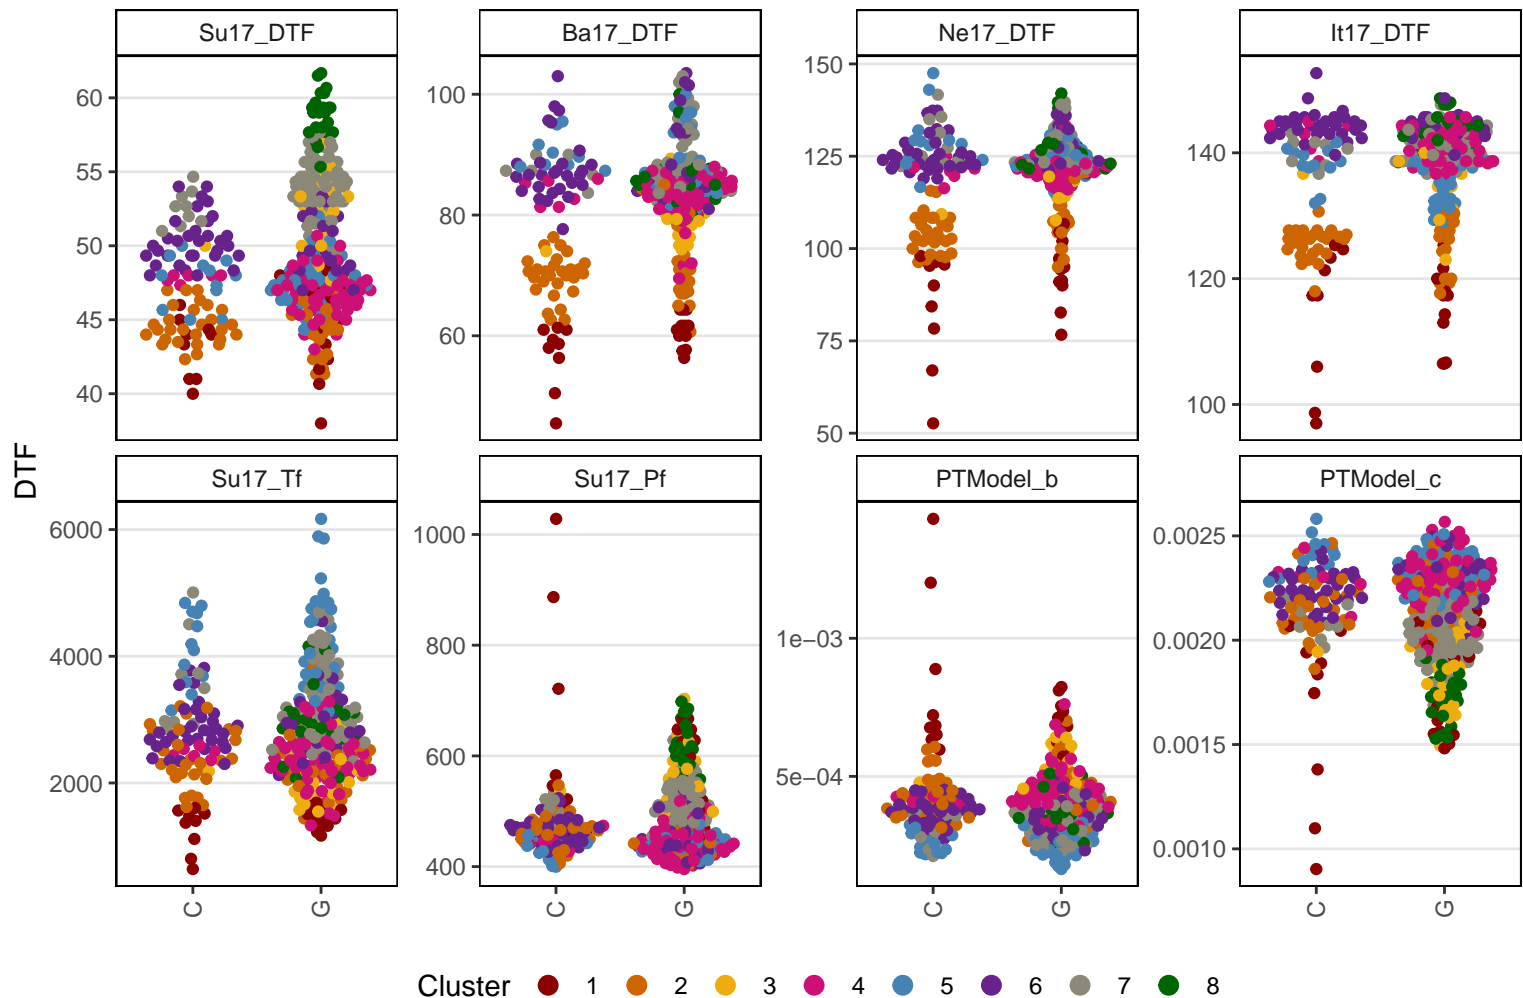 Su17_DTF
Ba17_DTF
Ne17_DTF
It17_DTF
60
55
50
45
40
100
80
60
150
125
100
75
50
140
120
100
DTF
Su17_Tf
Su17_Pf
PTModel_b
PTModel_c
6000
4000
2000
1000
800
600
400
1e−03
5e−04
0.0025
0.0020
0.0015
0.0010
C
G
C
G
C
G
C
G
Cluster 1 2 3 4 5 6 7 8